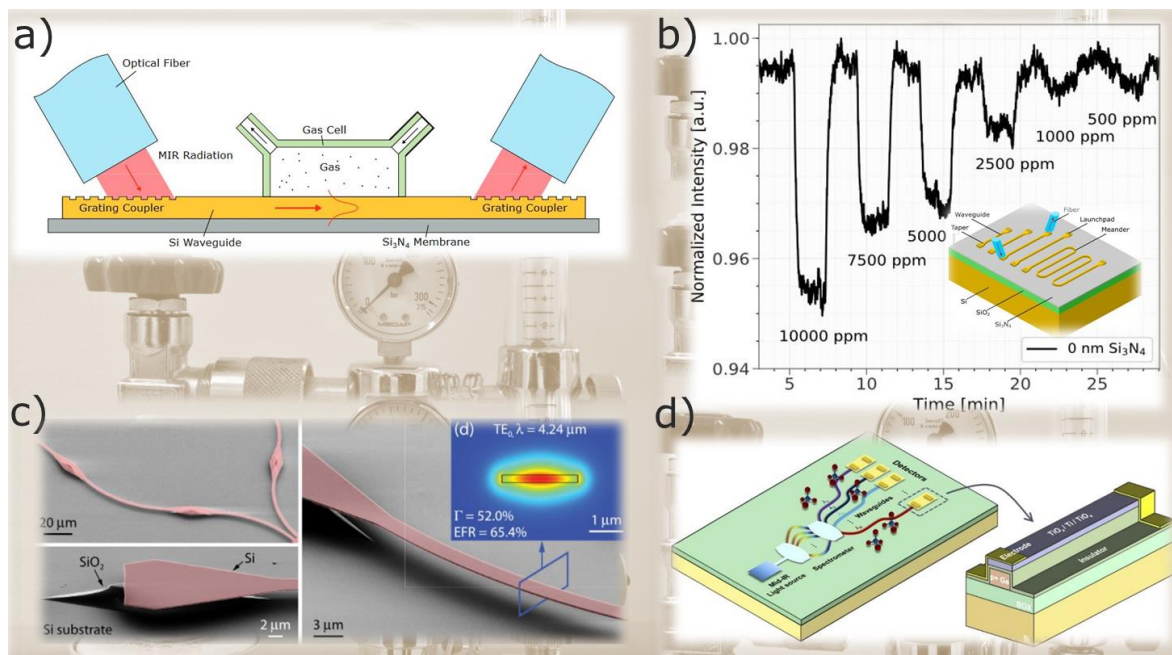 a)
Optical Fiber
MIR Radiation
Gas Cell
Gas
Grating Coupler
Grating Coupler
Si Waveguide
Si₃N₄ Membrane
b)
Normalized Intensity [a.u.]
1.00
0.98
0.96
0.94
10000 ppm
7500 ppm
5000
2500 ppm
1000 ppm
500 ppm
Waveguide
Taper
Fiber
Launchpad
Meander
Si
SiO₂
Si₃N₄
0 nm Si₃N₄
5
10
15
20
25
Time [min]
c)
20 µm
SiO₂
Si
Si substrate
2 µm
3 µm
(d)
TE₀, λ = 4.24 µm
Γ = 52.0%
EFR = 65.4%
1 µm
d)
Detectors
Waveguides
Spectrometer
Mid-IR
Light source
Electrode
TiO₂/Ti/TiO₂
Insulator
p+ Ge
BOX
Si